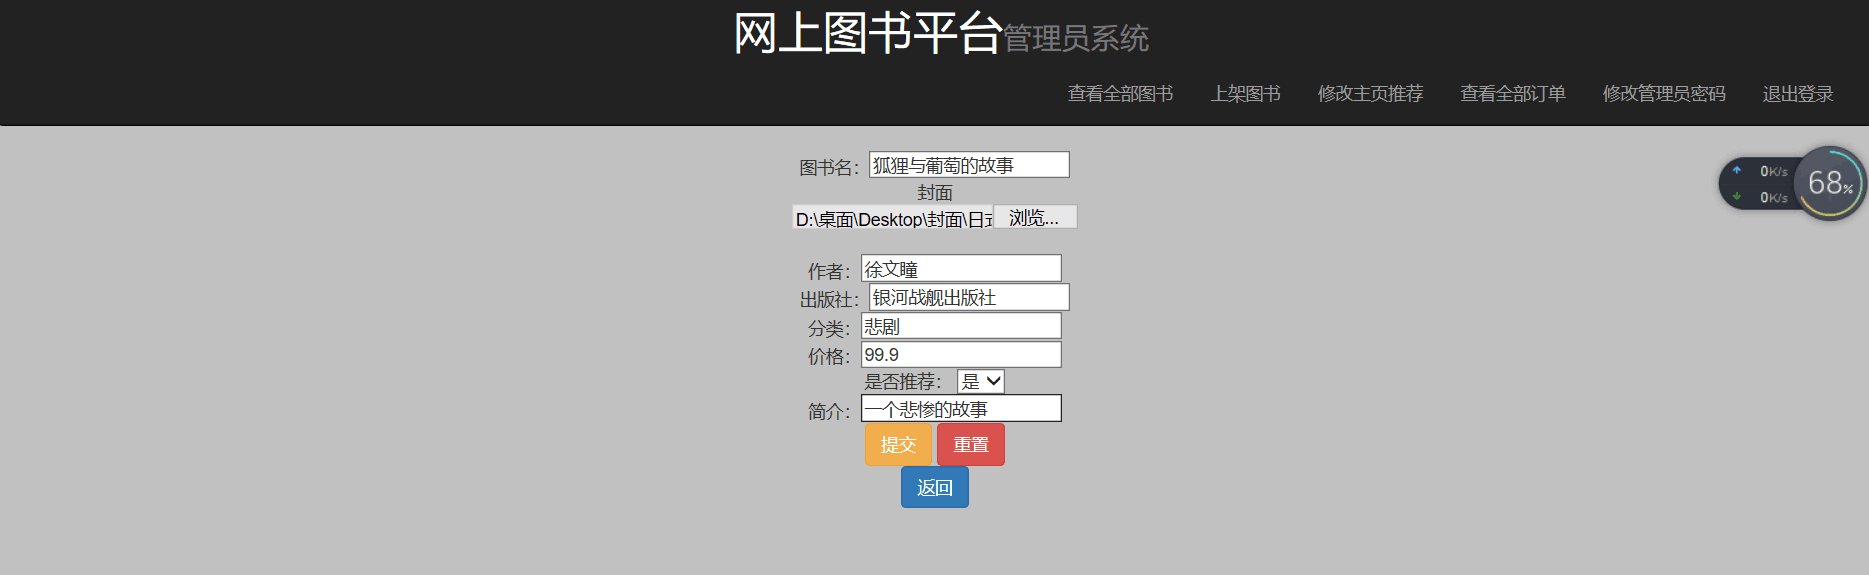 网上图书平台管理员系统
查看全部图书 上架图书 修改主页推荐 查看全部订单 修改管理员密码 退出登录
图书名：狐狸与葡萄的故事
封面
D:\桌面\Desktop\封面\日式 浏览...
作者：徐文瞳
出版社：银河战舰出版社
分类：悲剧
价格：99.9
是否推荐：是
简介：一个悲惨的故事
提交 重置
返回
0K/s
0K/s
68%